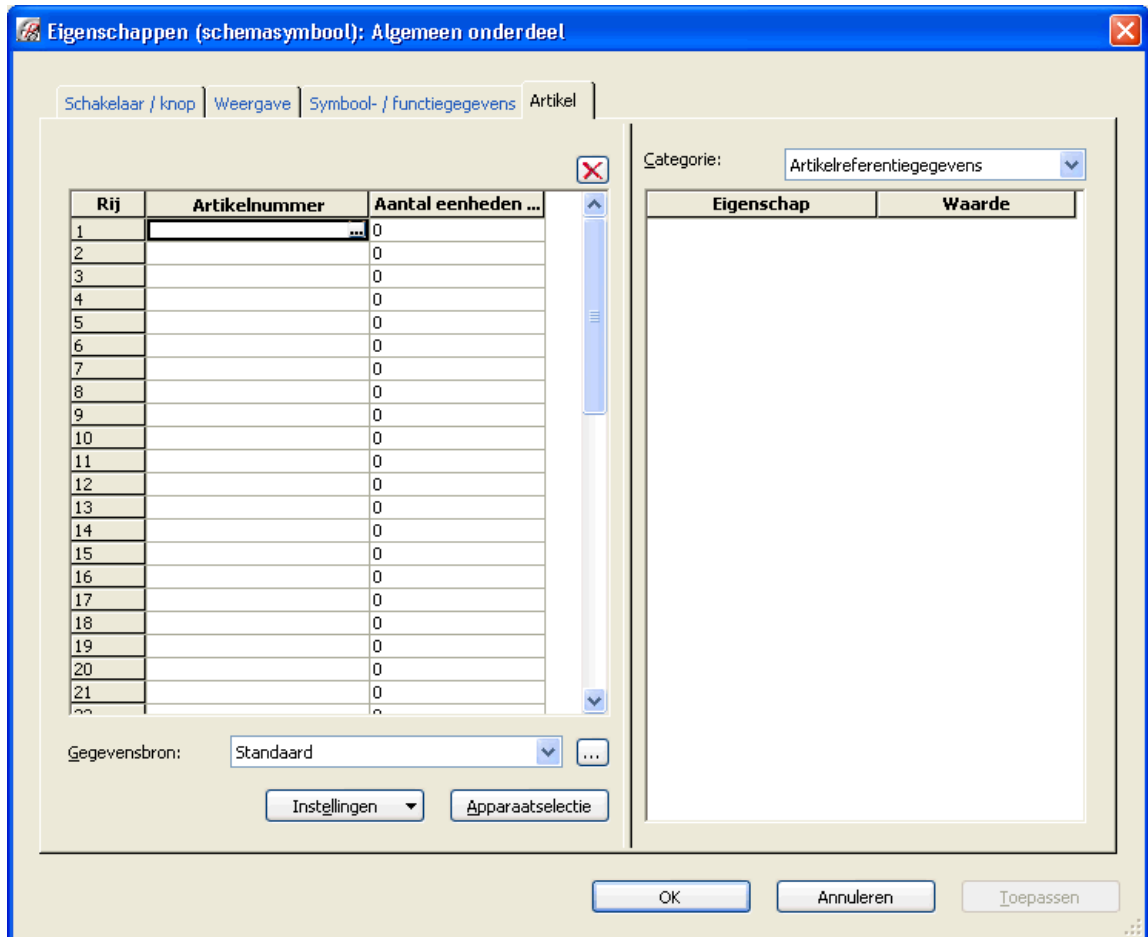 Eigenschappen (schemasymbool): Algemeen onderdeel
Schakelaar / knop Weergave Symbool- / functiegegevens Artikel
Categorie: Artikelreferentiegegevens
Rij Artikelnummer Aantal eenheden ...
Eigenschap Waarde
1 ... 0
2 0
3 0
4 0
5 0
6 0
7 0
8 0
9 0
10 0
11 0
12 0
13 0
14 0
15 0
16 0
17 0
18 0
19 0
20 0
21 0
Gegevensbron: Standaard ...
Instellingen Apparaatselectie
OK Annuleren Toepassen